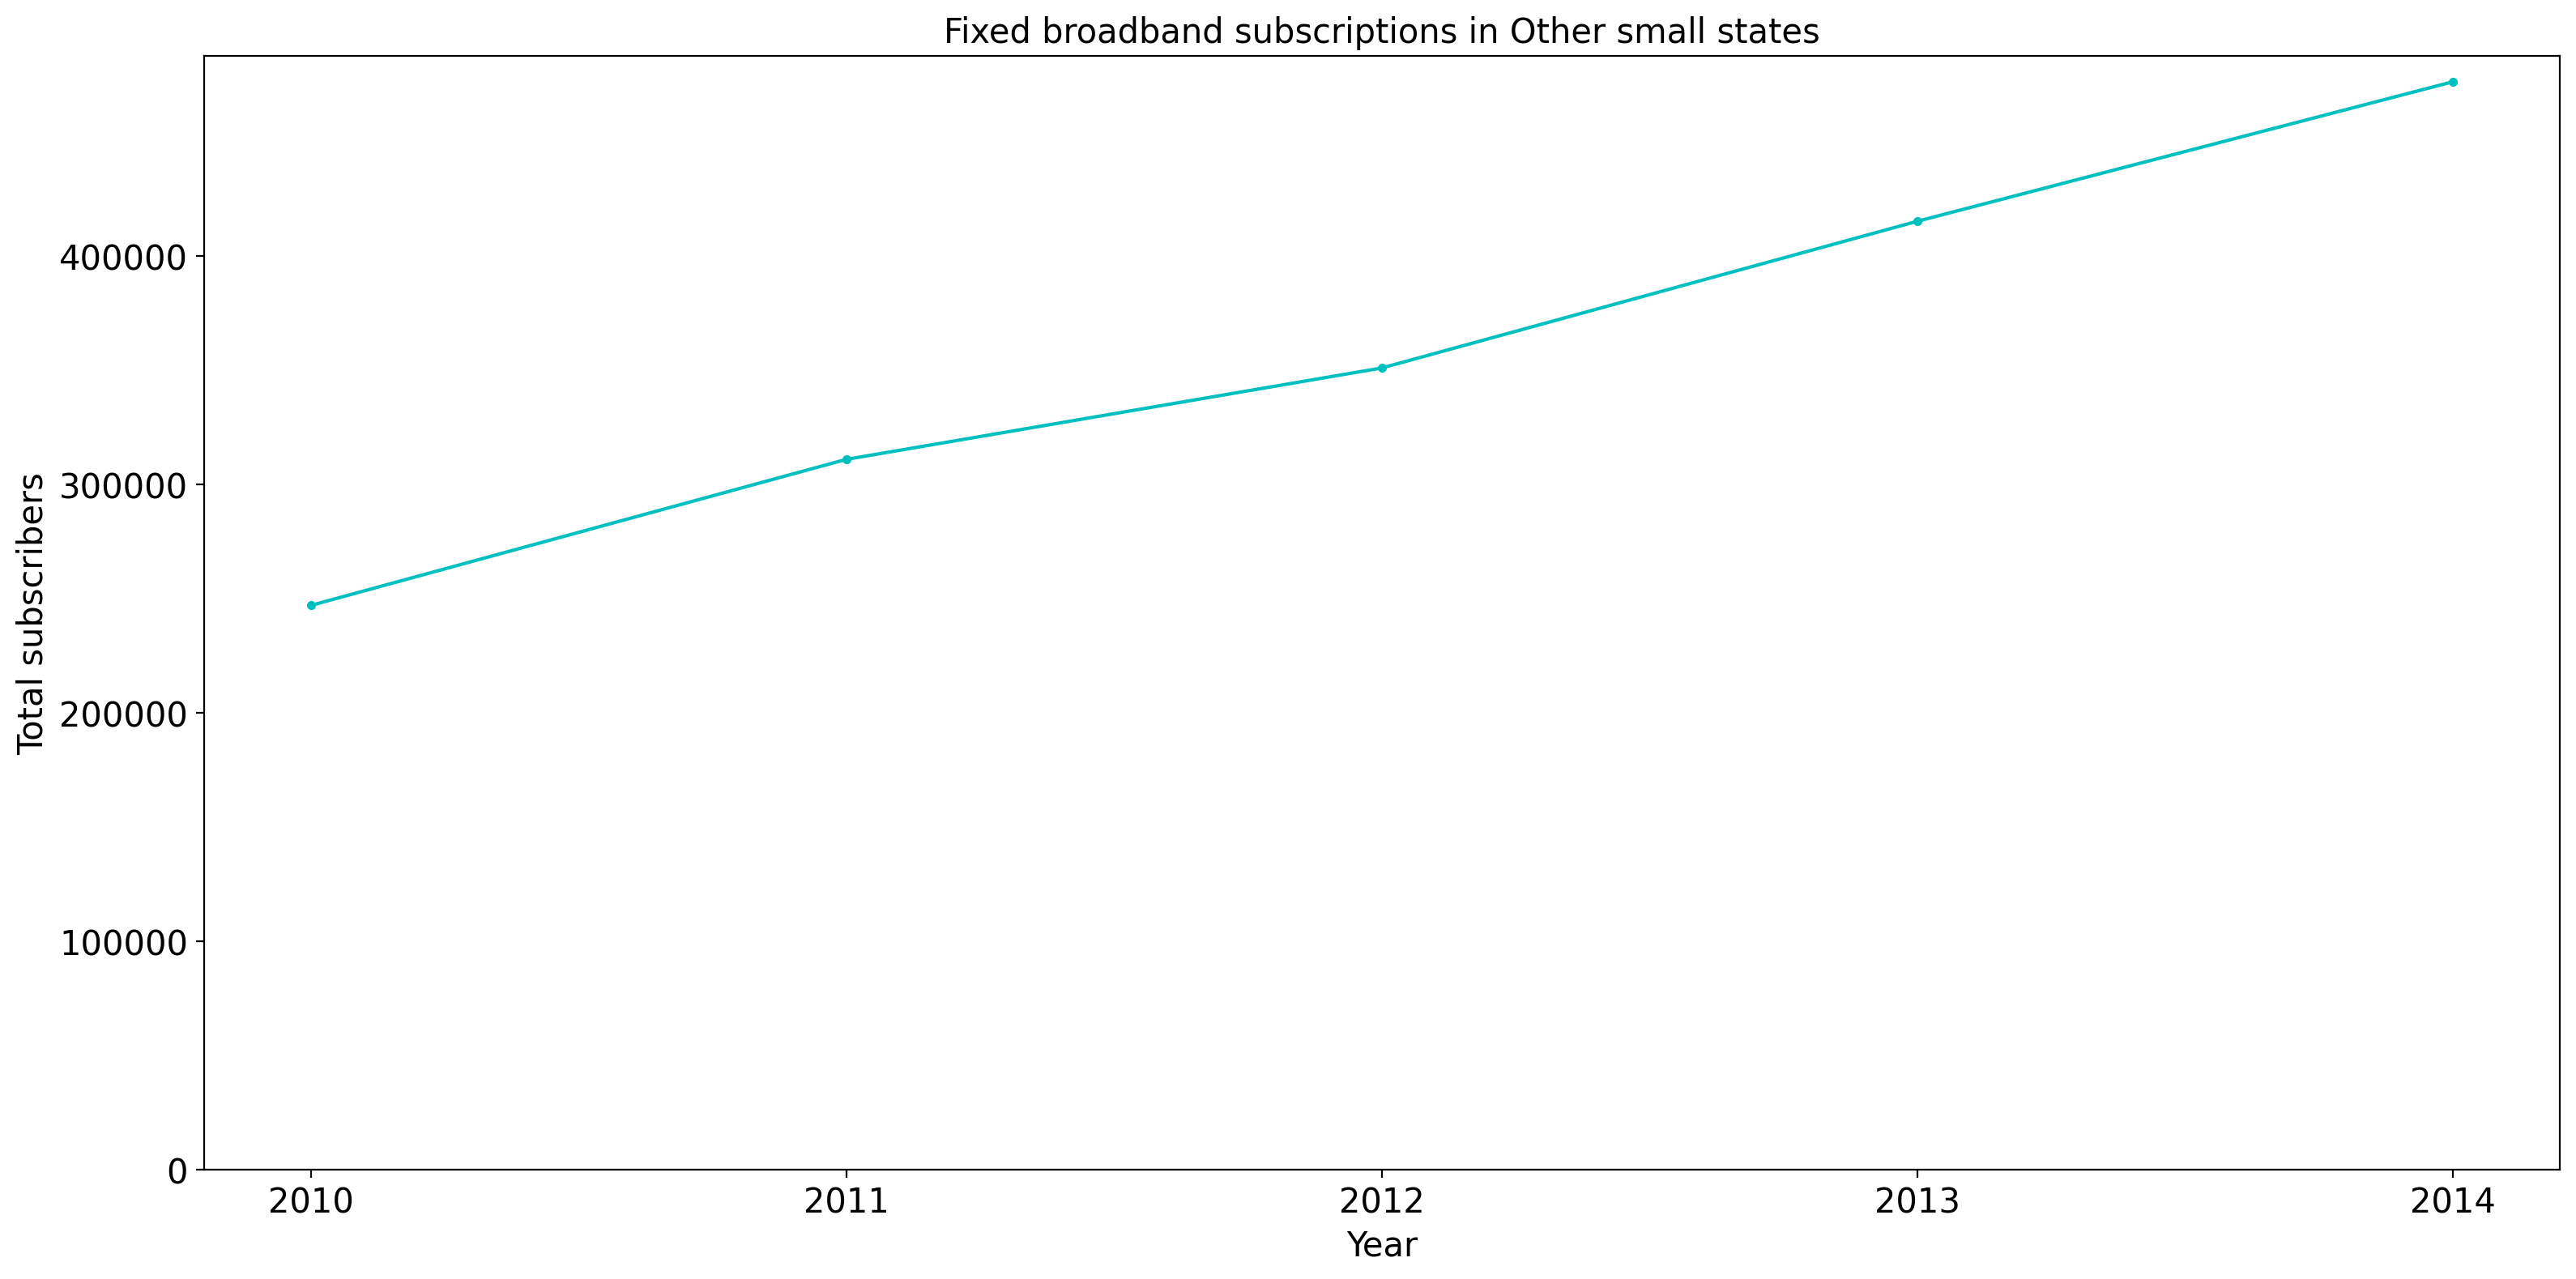 Fixed broadband subscriptions in Other small states
Total subscribers
400000
300000
200000
100000
0
2010 2011 2012 2013 2014
Year